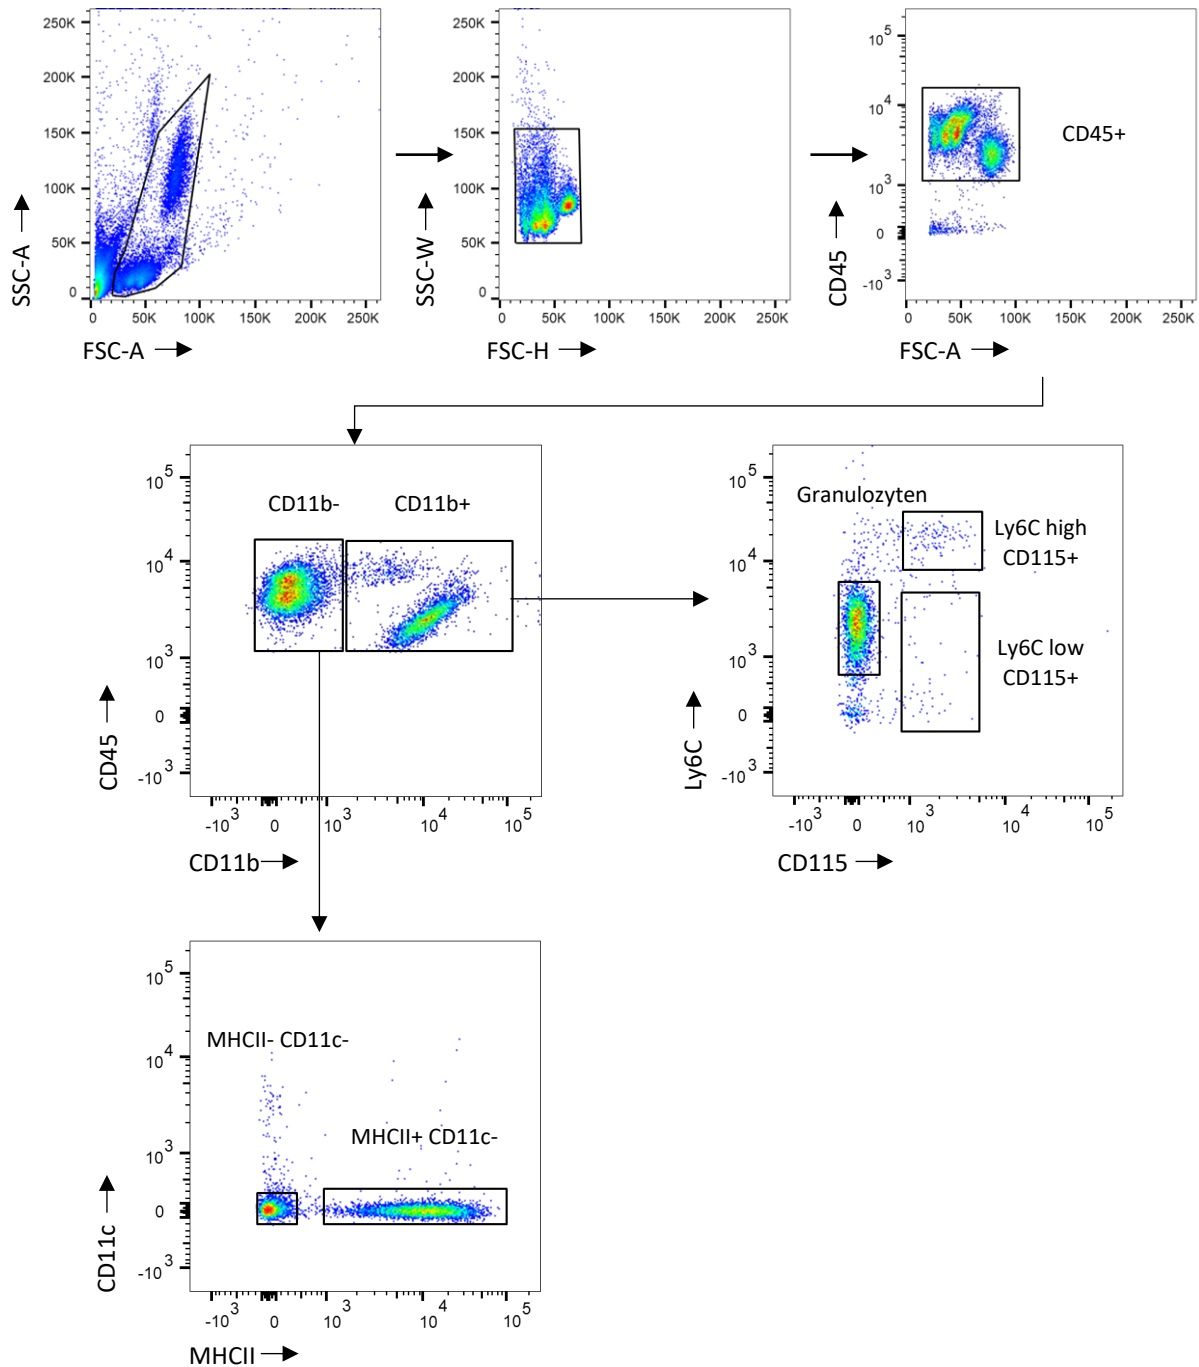 250K
200K
150K
100K
50K
0
SSC-A
0 50K 100K 150K 200K 250K
FSC-A
250K
200K
150K
100K
50K
0
SSC-W
0 50K 100K 150K 200K 250K
FSC-H
10^5
10^4
10^3
0
-10^3
CD45
CD45+
0 50K 100K 150K 200K 250K
FSC-A
10^5
10^4
10^3
0
-10^3
CD45
CD11b- CD11b+
-10^3 0 10^3 10^4 10^5
CD11b
10^5
10^4
10^3
0
-10^3
Ly6C
Granulozyten
Ly6C high
CD115+
Ly6C low
CD115+
-10^3 0 10^3 10^4 10^5
CD115
10^5
10^4
10^3
0
-10^3
CD11c
MHCII- CD11c-
MHCII+ CD11c-
-10^3 0 10^3 10^4 10^5
MHCII